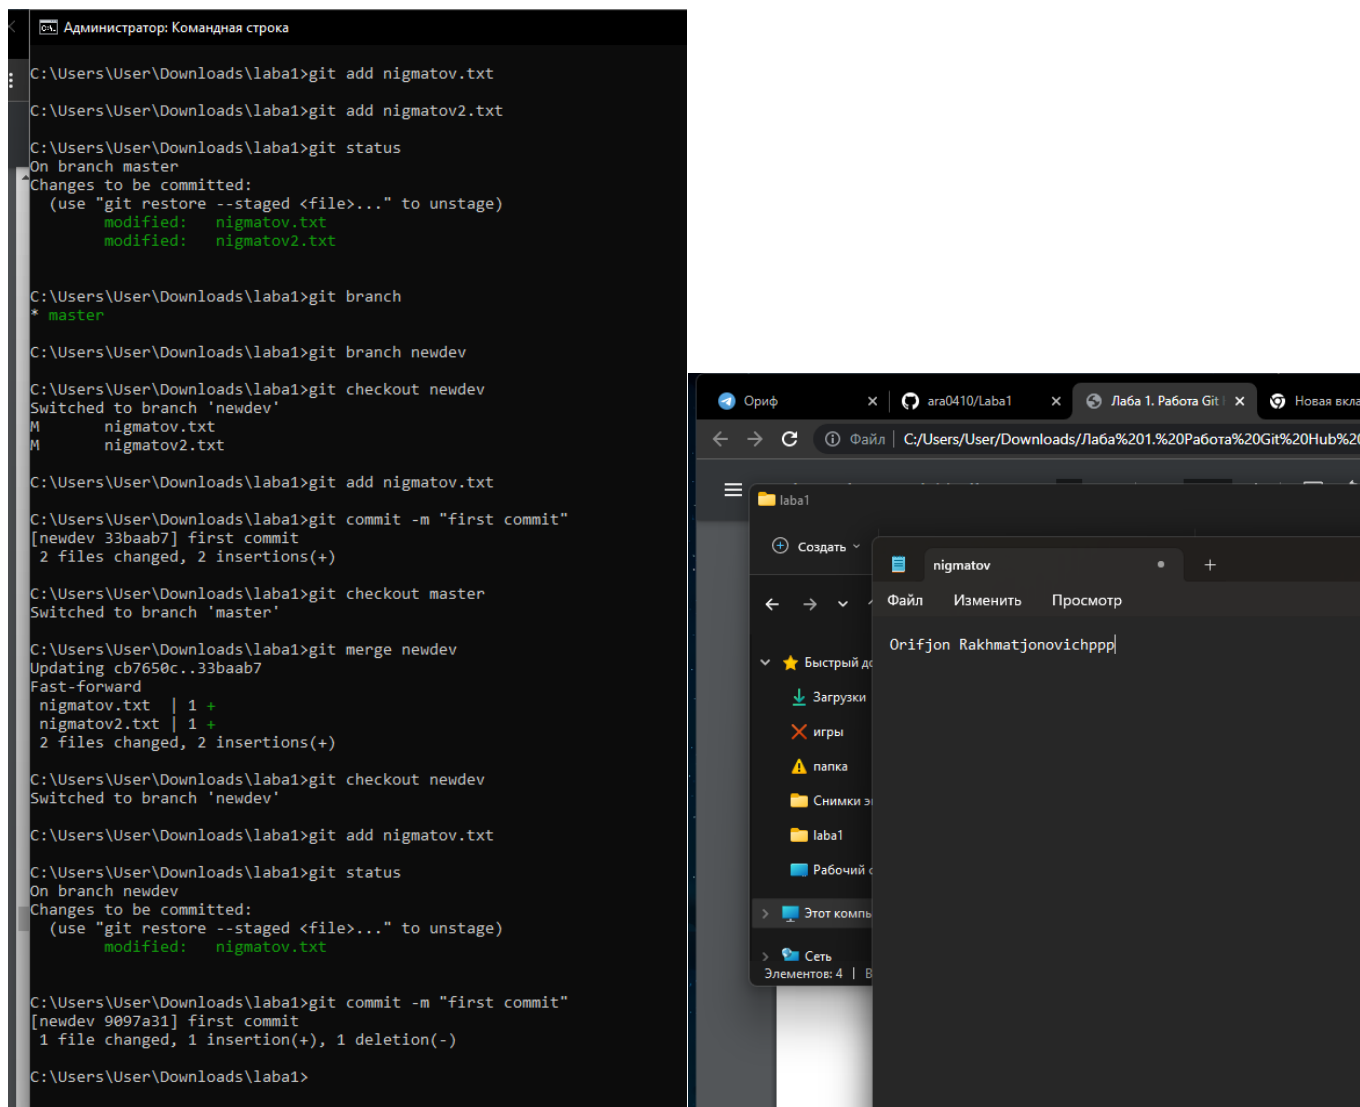 Администратор: Командная строка
C:\Users\User\Downloads\laba1>git add nigmatov.txt
C:\Users\User\Downloads\laba1>git add nigmatov2.txt
C:\Users\User\Downloads\laba1>git status
On branch master
Changes to be committed:
(use "git restore --staged <file>..." to unstage)
modified: nigmatov.txt
modified: nigmatov2.txt
C:\Users\User\Downloads\laba1>git branch
* master
C:\Users\User\Downloads\laba1>git branch newdev
C:\Users\User\Downloads\laba1>git checkout newdev
Switched to branch 'newdev'
M nigmatov.txt
M nigmatov2.txt
C:\Users\User\Downloads\laba1>git add nigmatov.txt
C:\Users\User\Downloads\laba1>git commit -m "first commit"
[newdev 33baab7] first commit
2 files changed, 2 insertions(+)
C:\Users\User\Downloads\laba1>git checkout master
Switched to branch 'master'
C:\Users\User\Downloads\laba1>git merge newdev
Updating cb7650c..33baab7
Fast-forward
nigmatov.txt | 1 +
nigmatov2.txt | 1 +
2 files changed, 2 insertions(+)
C:\Users\User\Downloads\laba1>git checkout newdev
Switched to branch 'newdev'
C:\Users\User\Downloads\laba1>git add nigmatov.txt
C:\Users\User\Downloads\laba1>git status
On branch newdev
Changes to be committed:
(use "git restore --staged <file>..." to unstage)
modified: nigmatov.txt
C:\Users\User\Downloads\laba1>git commit -m "first commit"
[newdev 9097a31] first commit
1 file changed, 1 insertion(+), 1 deletion(-)
C:\Users\User\Downloads\laba1>
Ориф
ara0410/Laba1
Лаба 1. Работа Git
Новая вкла
Файл | C:/Users/User/Downloads/Лаба%201.%20Работа%20Git%20Hub%20
laba1
Создать
nigmatov
Файл Изменить Просмотр
Orifjon Rakhmatjonovichppp
Быстрый до
Загрузки
игры
папка
Снимки э
laba1
Рабочий с
Этот компь
Сеть
Элементов: 4 | В